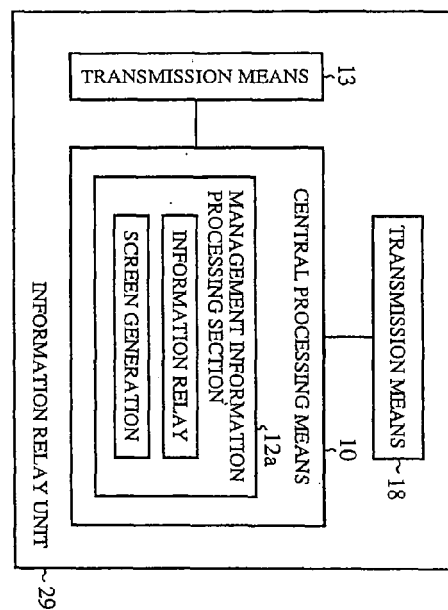 TRANSMISSION MEANS
18
10
CENTRAL PROCESSING MEANS
12a
MANAGEMENT INFORMATION
PROCESSING SECTION
INFORMATION RELAY
SCREEN GENERATION
TRANSMISSION MEANS
13
INFORMATION RELAY UNIT
29